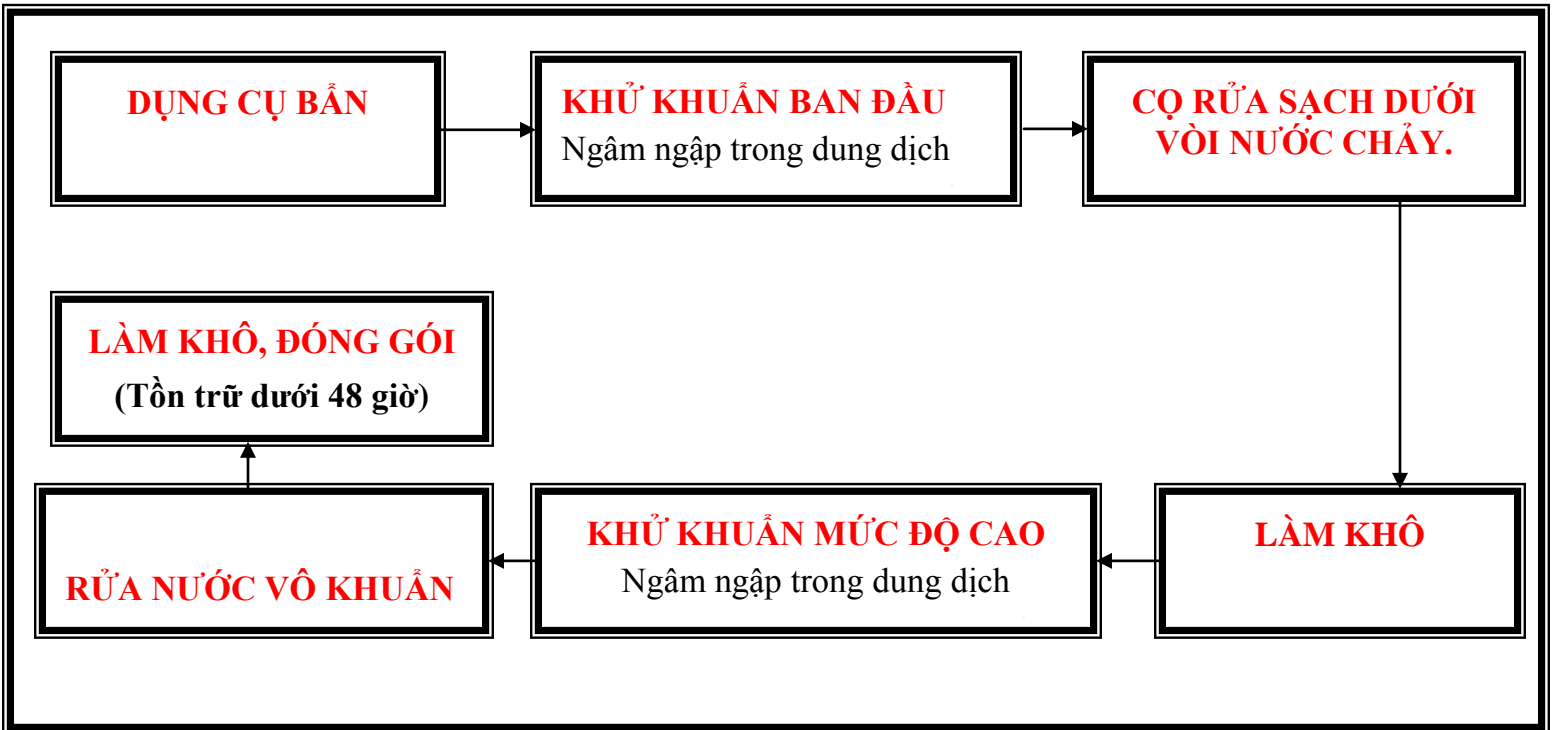 DỤNG CỤ BẨN
KHỬ KHUẨN BAN ĐẦU
Ngâm ngập trong dung dịch
CỌ RỬA SẠCH DƯỚI
VÒI NƯỚC CHẢY.
LÀM KHÔ
KHỬ KHUẨN MỨC ĐỘ CAO
Ngâm ngập trong dung dịch
RỬA NƯỚC VÔ KHUẨN
LÀM KHÔ, ĐÓNG GÓI
(Tồn trữ dưới 48 giờ)